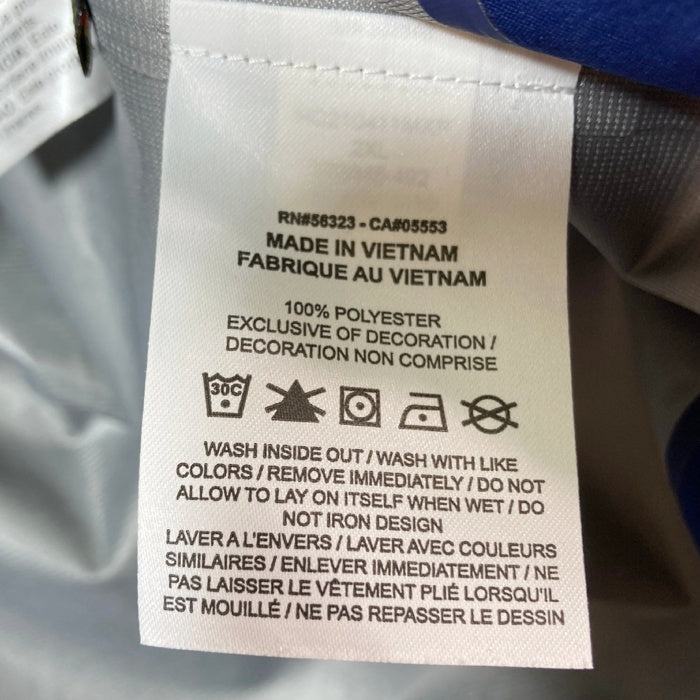 RN#56323 - CA#05553
MADE IN VIETNAM
FABRIQUE AU VIETNAM
100% POLYESTER
EXCLUSIVE OF DECORATION /
DECORATION NON COMPRISE
30C
WASH INSIDE OUT / WASH WITH LIKE
COLORS / REMOVE IMMEDIATELY / DO NOT
ALLOW TO LAY ON ITSELF WHEN WET / DO
NOT IRON DESIGN
LAVER A L'ENVERS / LAVER AVEC COULEURS
SIMILAIRES / ENLEVER IMMEDIATEMENT / NE
PAS LAISSER LE VÊTEMENT PLIÉ LORSQU'IL
EST MOUILLÉ / NE PAS REPASSER LE DESSIN